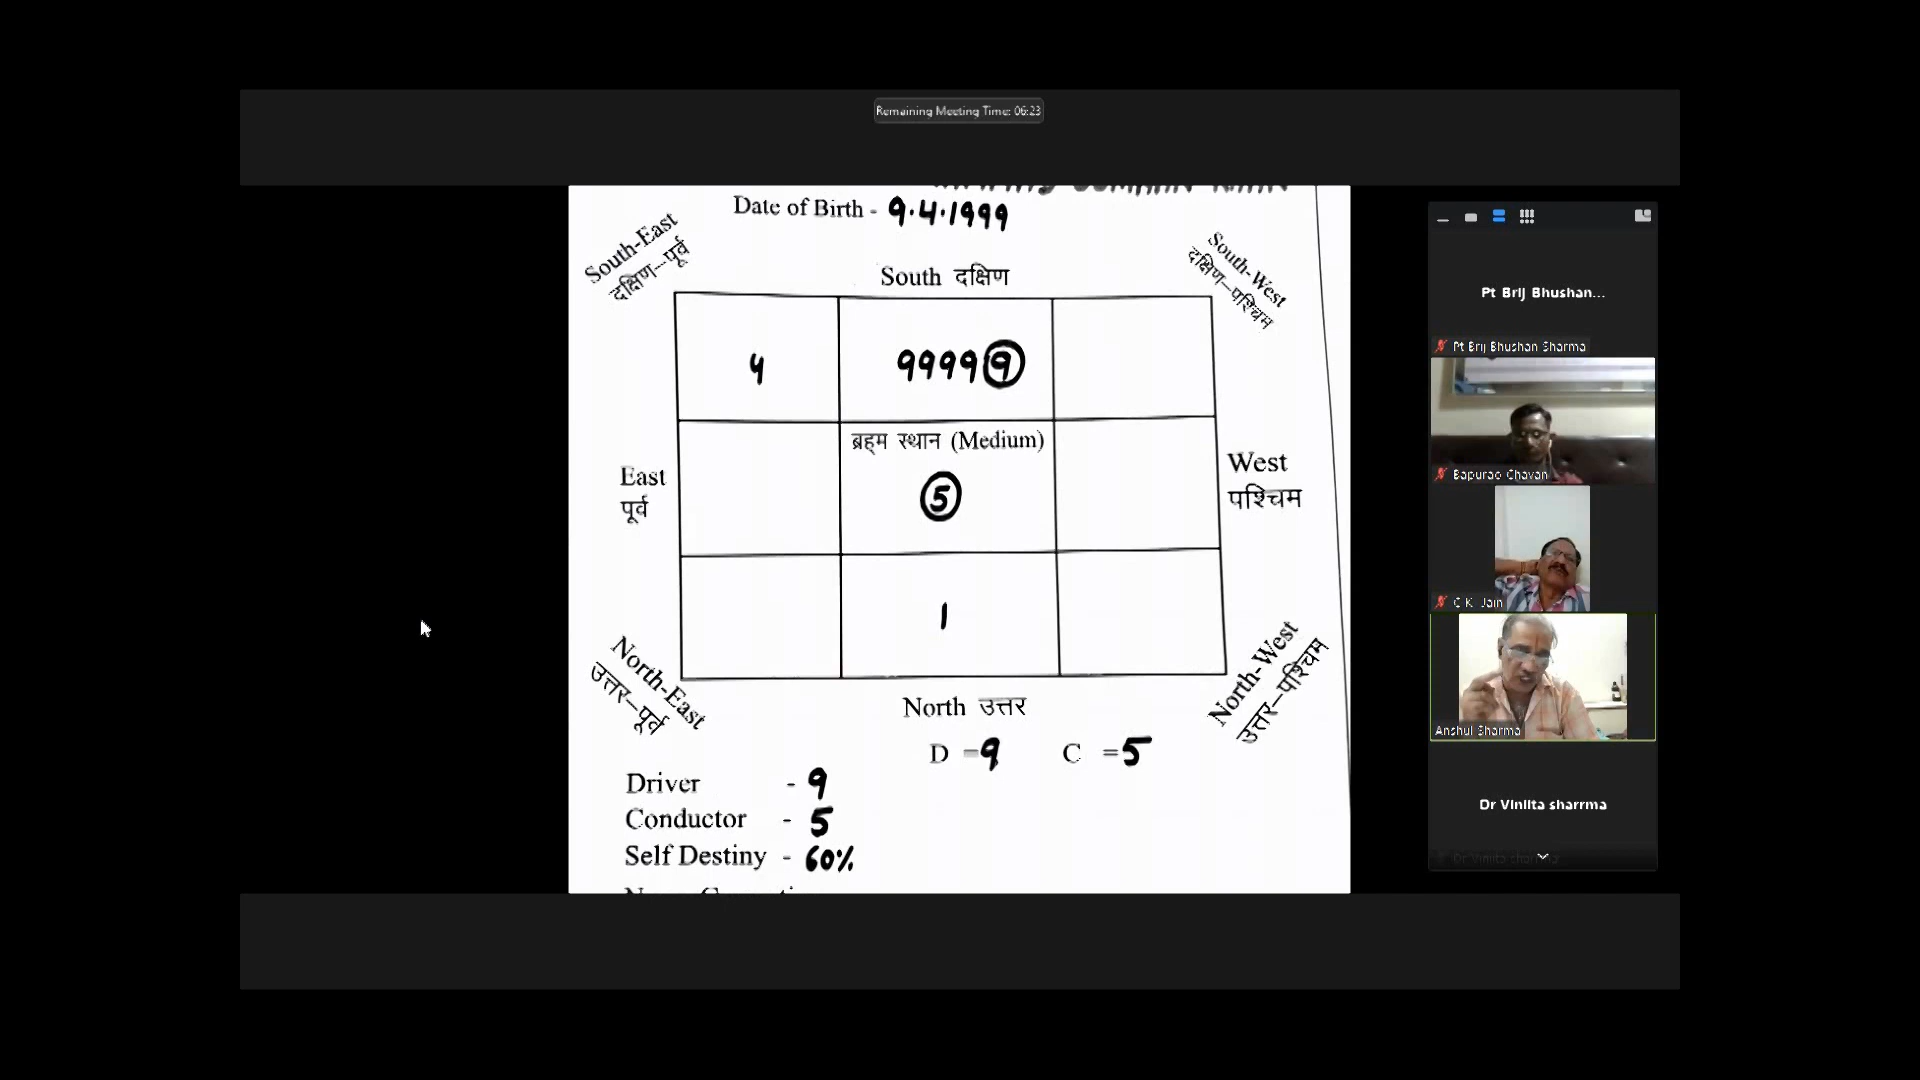 Remaining Meeting Time: 06:23
Date of Birth - 9.4.1999
South-East
दक्षिण–पूर्व
South दक्षिण
South-West
दक्षिण–पश्चिम
4
9999 9
ब्रह्म स्थान (Medium)
East
पूर्व
5
West
पश्चिम
1
North-East
उत्तर–पूर्व
North उत्तर
North-West
उत्तर–पश्चिम
D = 9 C = 5
Driver - 9
Conductor - 5
Self Destiny - 60%
Pt Brij Bhushan...
Pt Brij Bhushan Sharma
Bapurao Chavan
C K Jain
Anshul Sharma
Dr Viniita sharrma